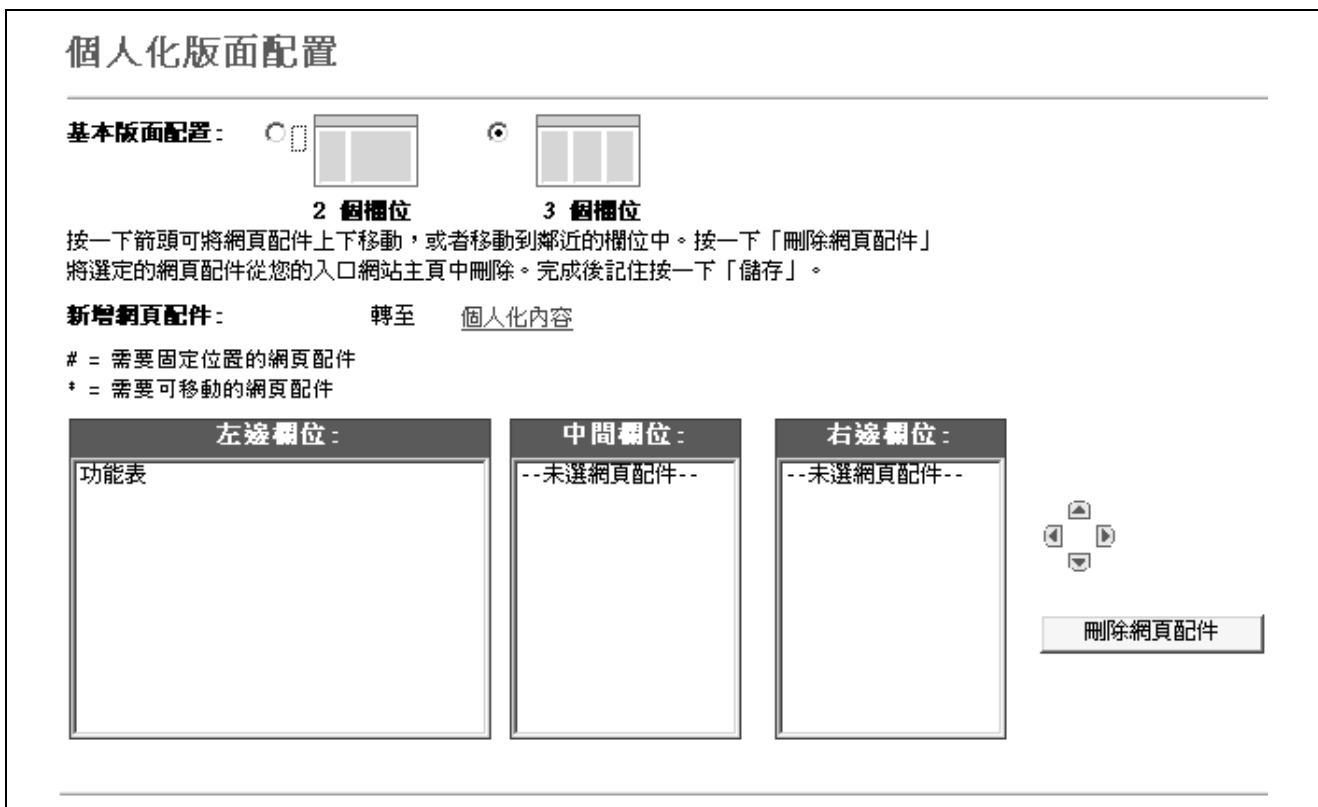 個人化版面配置
基本版面配置:
2 個欄位 3 個欄位
按一下箭頭可將網頁配件上下移動，或者移動到鄰近的欄位中。按一下「刪除網頁配件」
將選定的網頁配件從您的入口網站主頁中刪除。完成後記住按一下「儲存」。
新增網頁配件: 轉至 個人化內容
# = 需要固定位置的網頁配件
* = 需要可移動的網頁配件
左邊欄位: 中間欄位: 右邊欄位:
功能表 --未選網頁配件-- --未選網頁配件--
刪除網頁配件